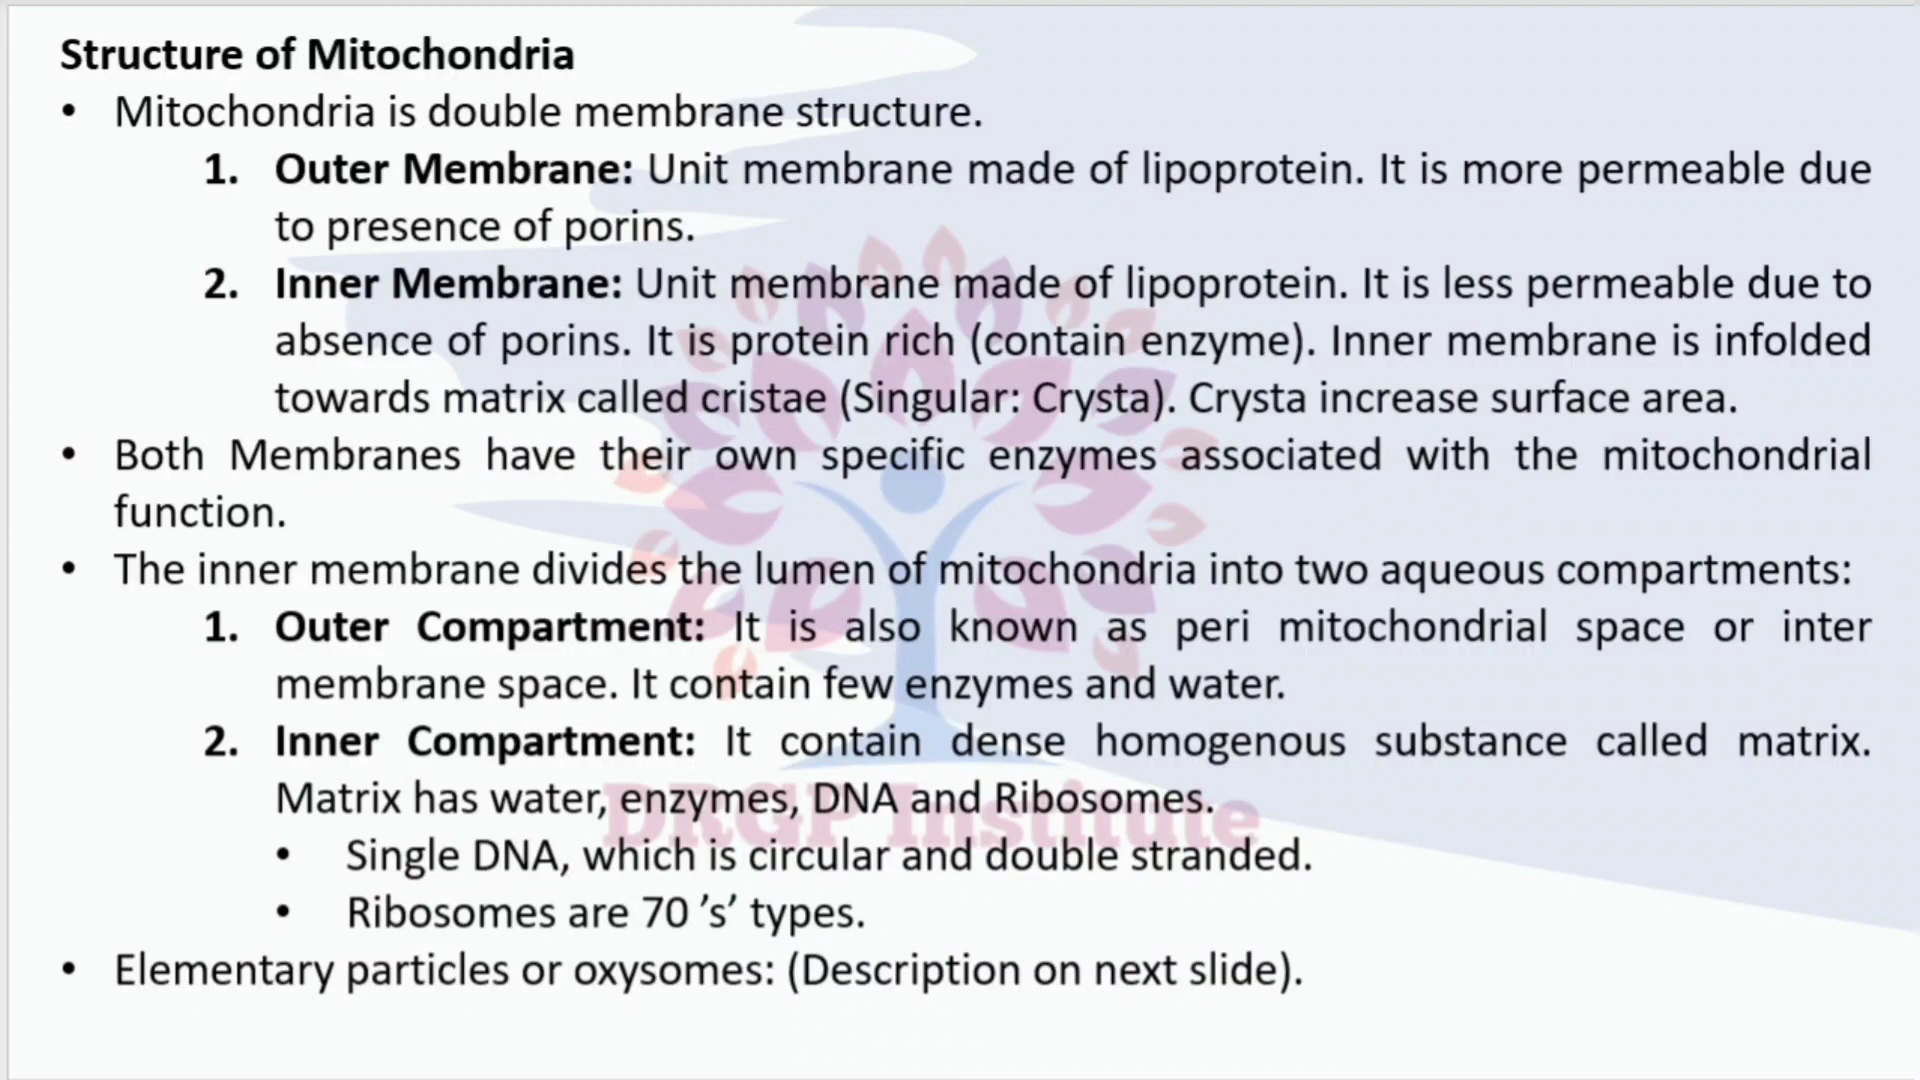 Structure of Mitochondria
• Mitochondria is double membrane structure.
1. Outer Membrane: Unit membrane made of lipoprotein. It is more permeable due
to presence of porins.
2. Inner Membrane: Unit membrane made of lipoprotein. It is less permeable due to
absence of porins. It is protein rich (contain enzyme). Inner membrane is infolded
towards matrix called cristae (Singular: Crysta). Crysta increase surface area.
• Both Membranes have their own specific enzymes associated with the mitochondrial
function.
• The inner membrane divides the lumen of mitochondria into two aqueous compartments:
1. Outer Compartment: It is also known as peri mitochondrial space or inter
membrane space. It contain few enzymes and water.
2. Inner Compartment: It contain dense homogenous substance called matrix.
Matrix has water, enzymes, DNA and Ribosomes.
DRGP Institute
• Single DNA, which is circular and double stranded.
• Ribosomes are 70 ’s’ types.
• Elementary particles or oxysomes: (Description on next slide).